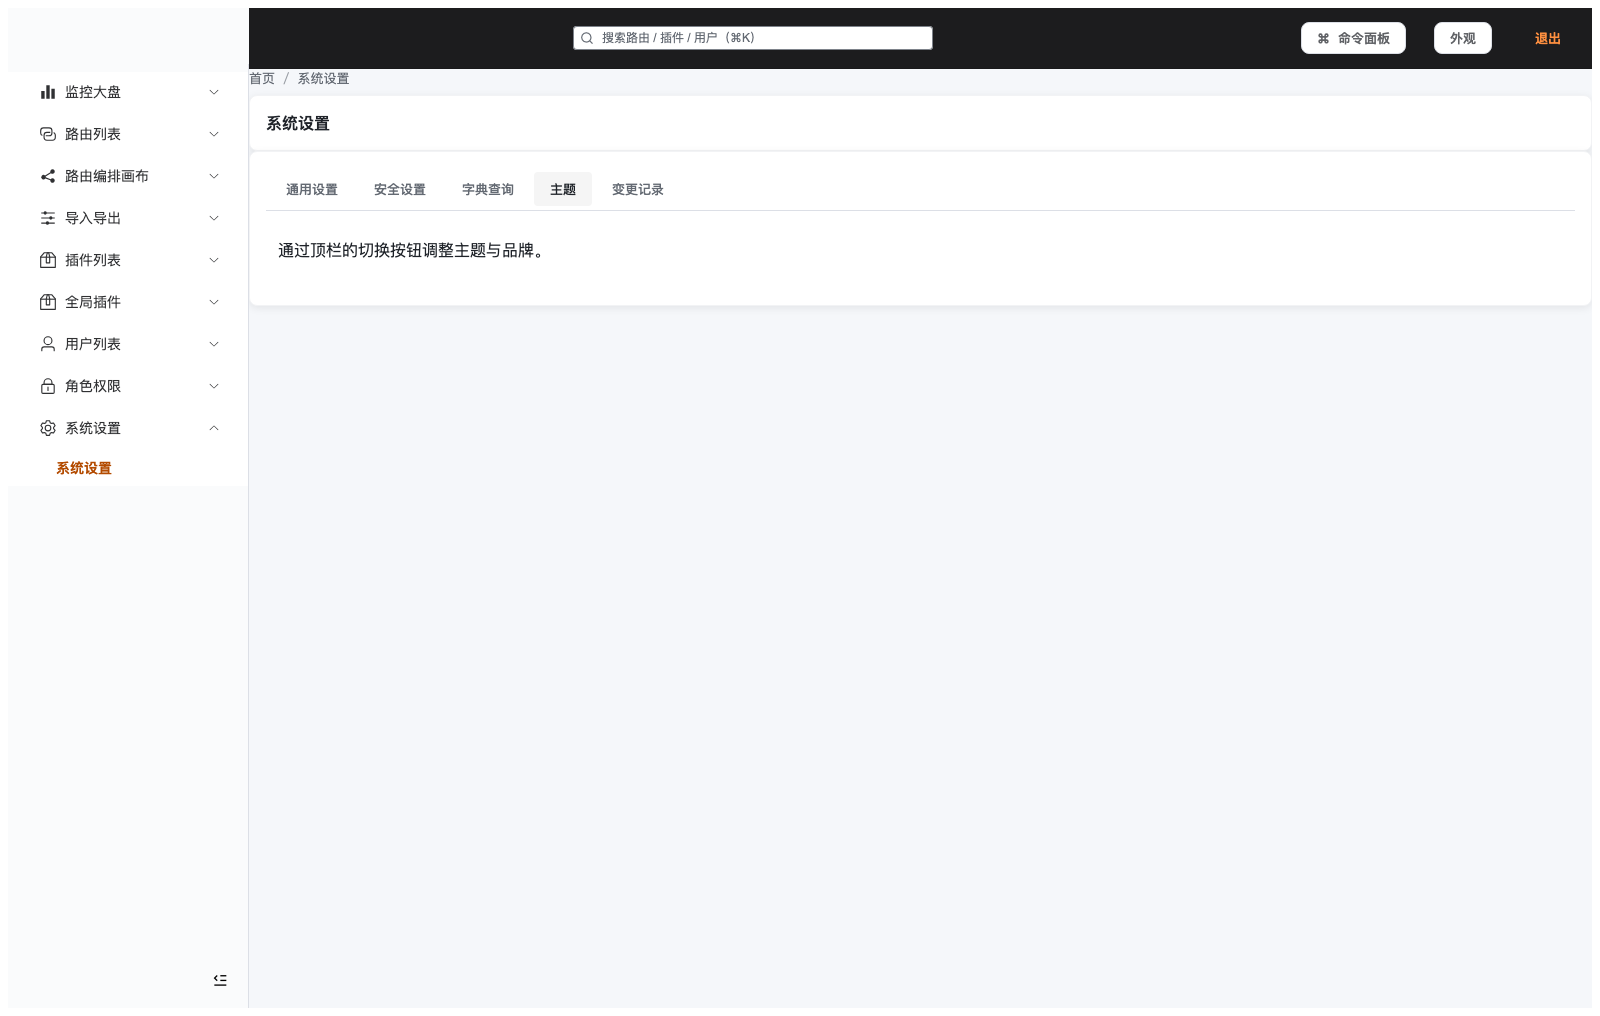 搜索路由 / 插件 / 用户（⌘K）
⌘ 命令面板
外观
退出
监控大盘
路由列表
路由编排画布
导入导出
插件列表
全局插件
用户列表
角色权限
系统设置
系统设置
首页 / 系统设置
系统设置
通用设置 安全设置 字典查询 主题 变更记录
通过顶栏的切换按钮调整主题与品牌。